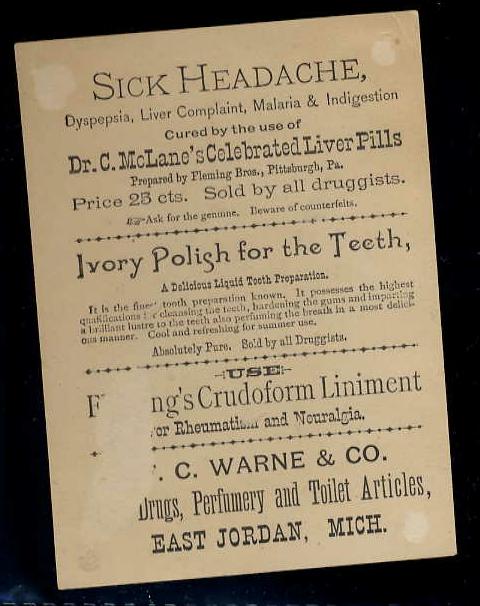 SICK HEADACHE,
Dyspepsia, Liver Complaint, Malaria & Indigestion
Cured by the use of
Dr. C. McLane's Celebrated Liver Pills
Prepared by Fleming Bros., Pittsburgh, Pa.
Price 25 cts. Sold by all druggists.
☞Ask for the genuine. Beware of counterfeits.
Ivory Polish for the Teeth,
A Delicious Liquid Tooth Preparation.
It is the finest tooth preparation known. It possesses the highest
qualifications for cleansing the teeth, hardening the gums and imparting
a brilliant lustre to the teeth also perfuming the breath in a most delici-
ous manner. Cool and refreshing for summer use.
Absolutely Pure. Sold by all Druggists.
USE
F ng's Crudoform Liniment
or Rheumatism and Neuralgia.
. C. WARNE & CO.
Drugs, Perfumery and Toilet Articles,
EAST JORDAN, MICH.